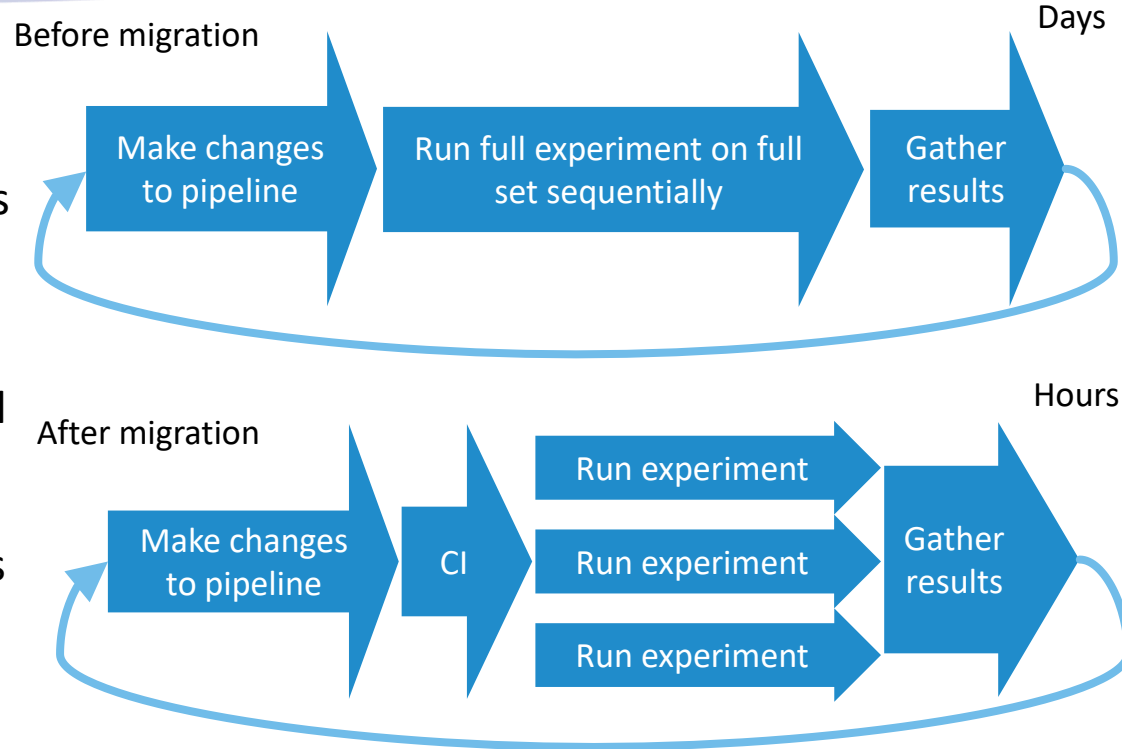 Before migration
Days
Make changes
to pipeline
Run full experiment on full
set sequentially
Gather
results
After migration
Hours
Make changes
to pipeline
CI
Run experiment
Run experiment
Run experiment
Gather
results